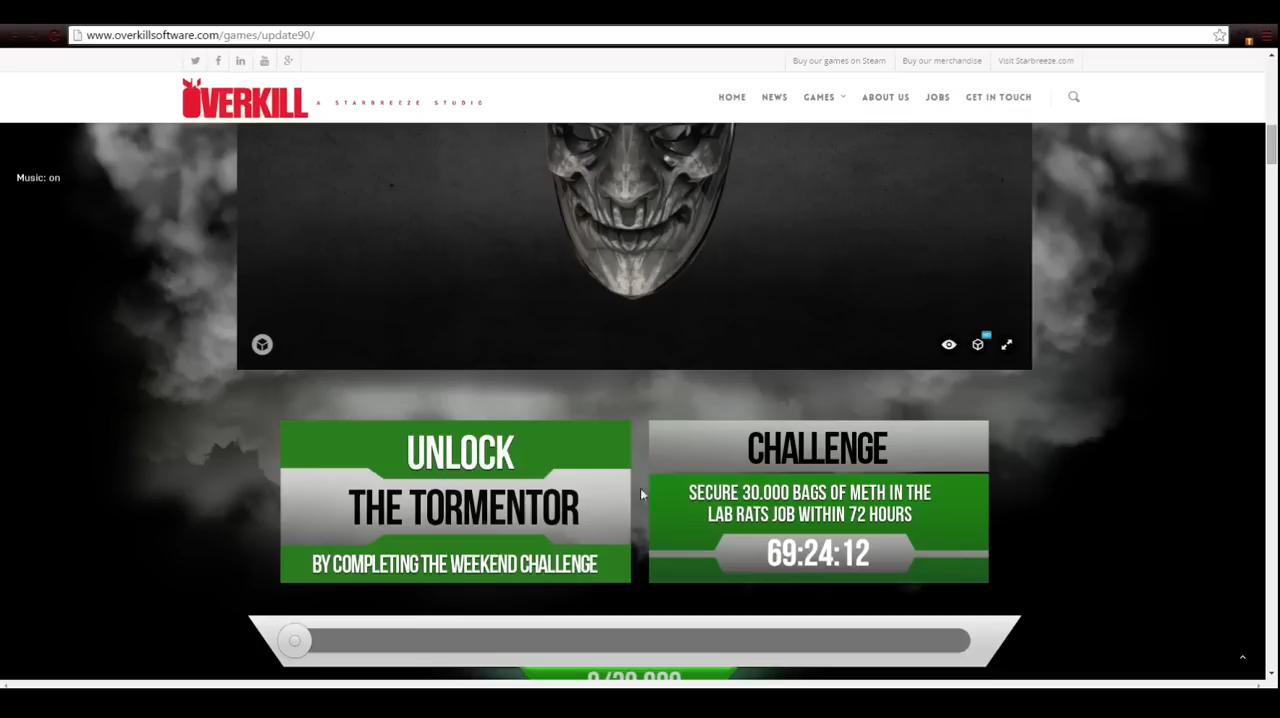 www.overkillsoftware.com/games/update90/
Buy our games on Steam
Buy our merchandise
Visit Starbreeze.com
OVERKILL A STARBREEZE STUDIO
HOME
NEWS
GAMES
ABOUT US
JOBS
GET IN TOUCH
Music: on
HD
UNLOCK
THE TORMENTOR
BY COMPLETING THE WEEKEND CHALLENGE
CHALLENGE
SECURE 30.000 BAGS OF METH IN THE
LAB RATS JOB WITHIN 72 HOURS
69:24:12